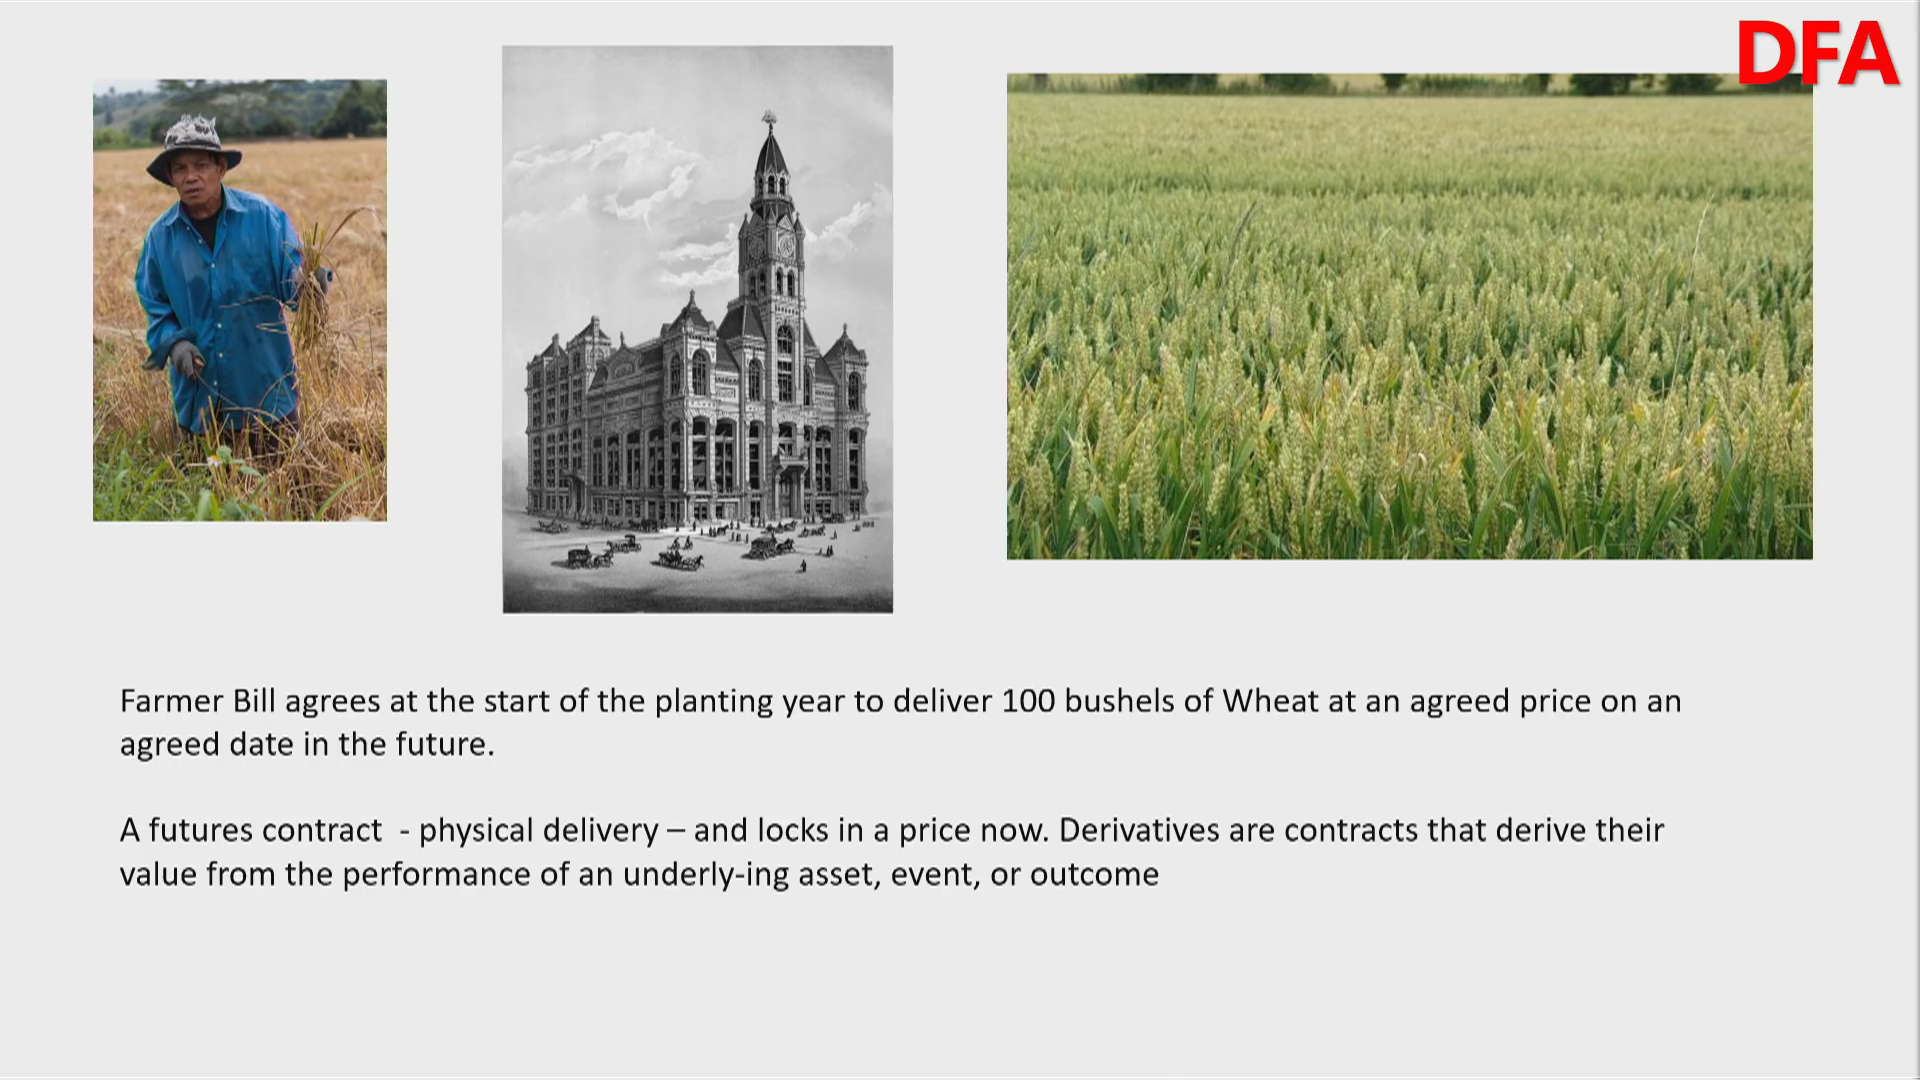 DFA
Farmer Bill agrees at the start of the planting year to deliver 100 bushels of Wheat at an agreed price on an
agreed date in the future.
A futures contract  - physical delivery – and locks in a price now. Derivatives are contracts that derive their
value from the performance of an underly-ing asset, event, or outcome